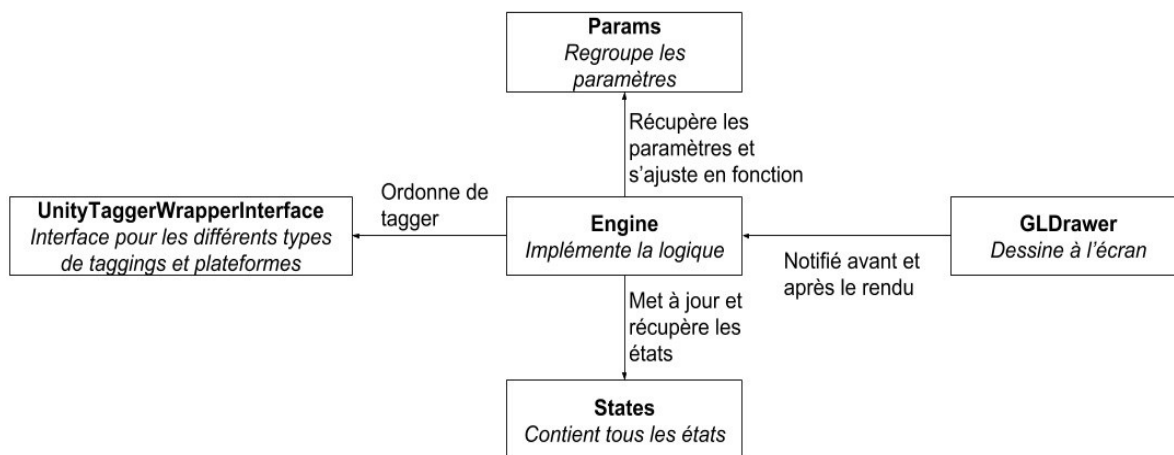 Params
Regroupe les
paramètres
Récupère les
paramètres et
s'ajuste en fonction
Ordonne de
tagger
UnityTaggerWrapperInterface
Interface pour les différents types
de taggings et plateformes
Engine
Implémente la logique
GLDrawer
Dessine à l'écran
Notifié avant et
après le rendu
Met à jour et
récupère les
états
States
Contient tous les états